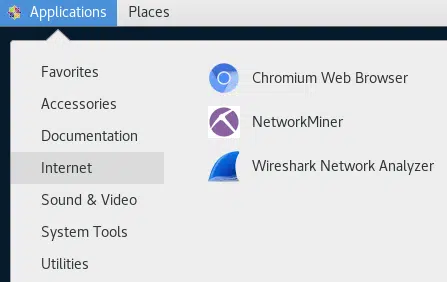 Applications Places
Favorites
Accessories
Documentation
Internet
Sound & Video
System Tools
Utilities
Chromium Web Browser
NetworkMiner
Wireshark Network Analyzer